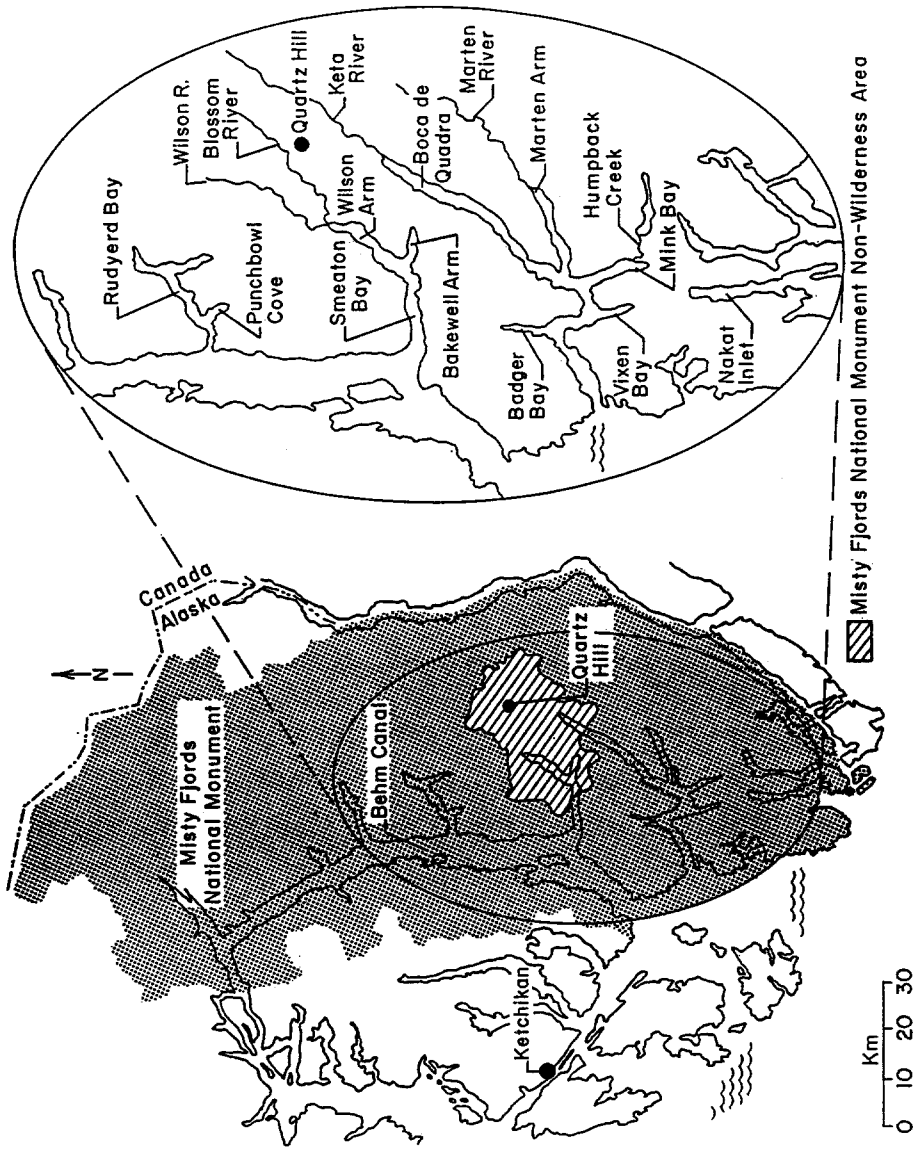 Canada
Alaska
N
Misty Fjords
National Monument
Behm Canal
Quartz
Hill
Ketchikan
Km
0 10 20 30
Rudyerd Bay
Punchbowl
Cove
Wilson R.
Blossom
River
Quartz Hill
Keta
River
Smeaton
Bay
Wilson
Arm
Bakewell Arm
Boca de
Quadra
Marten
River
Marten Arm
Badger
Bay
Humpback
Creek
Mink Bay
Vixen
Bay
Nakat
Inlet
Misty Fjords National Monument Non-Wilderness Area